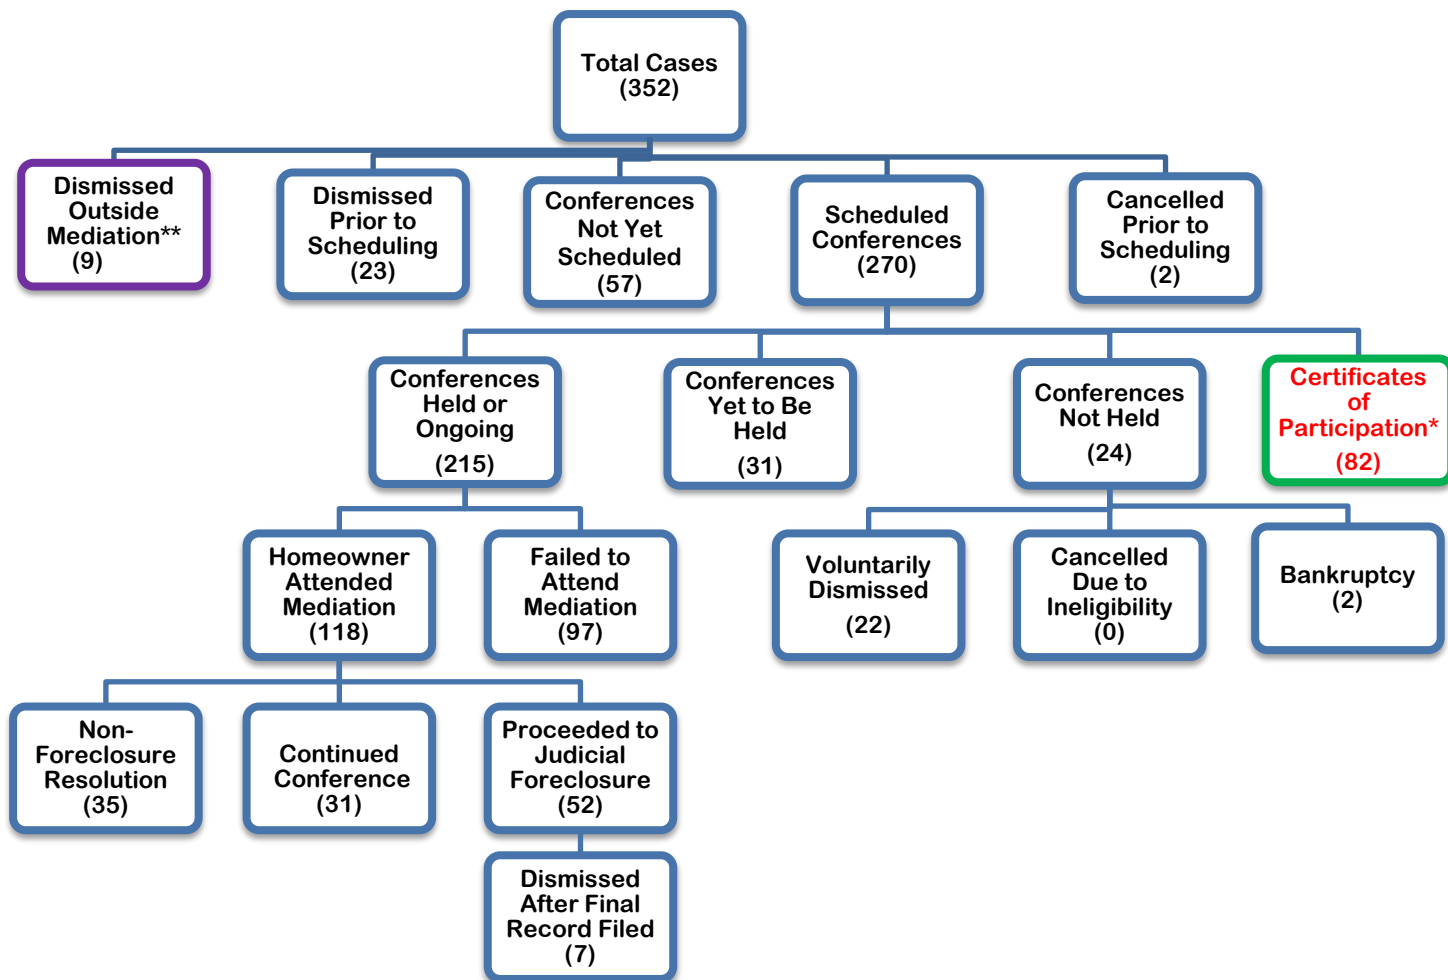 Total Cases
(352)
Dismissed
Outside
Mediation**
(9)
Dismissed
Prior to
Scheduling
(23)
Conferences
Not Yet
Scheduled
(57)
Scheduled
Conferences
(270)
Cancelled
Prior to
Scheduling
(2)
Conferences
Held or
Ongoing
(215)
Conferences
Yet to Be
Held
(31)
Conferences
Not Held
(24)
Certificates
of
Participation*
(82)
Homeowner
Attended
Mediation
(118)
Failed to
Attend
Mediation
(97)
Voluntarily
Dismissed
(22)
Cancelled
Due to
Ineligibility
(0)
Bankruptcy
(2)
Non-
Foreclosure
Resolution
(35)
Continued
Conference
(31)
Proceeded to
Judicial
Foreclosure
(52)
Dismissed
After Final
Record Filed
(7)